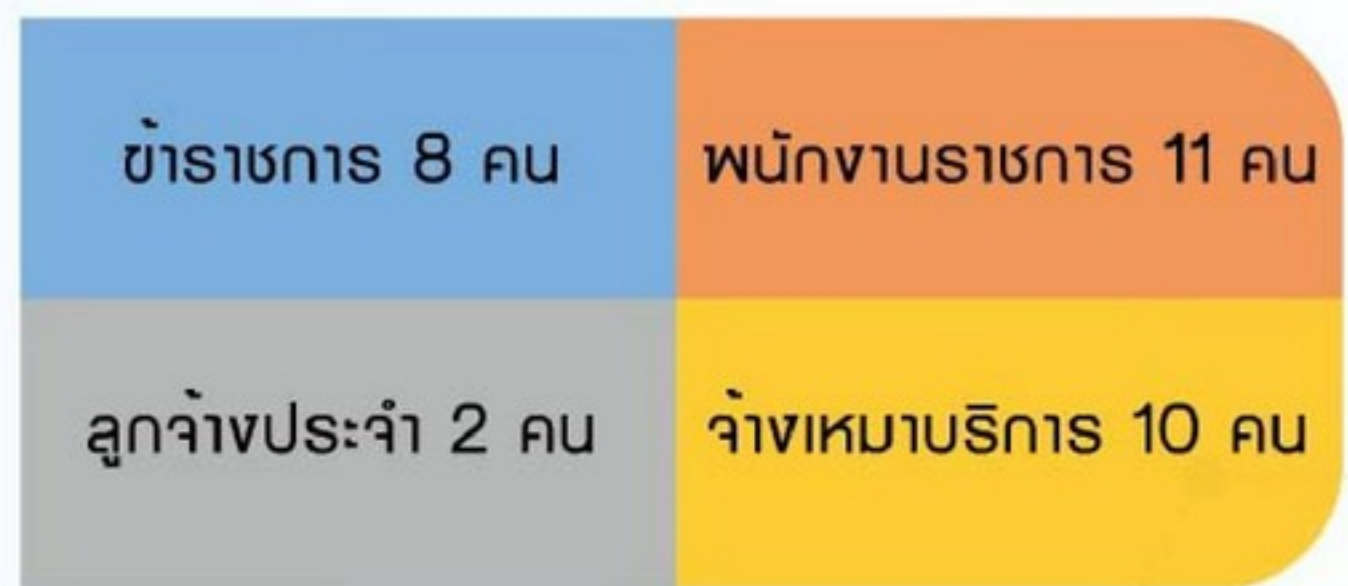 ข้าราชการ 8 คน
พนักงานราชการ 11 คน
ลูกจ้างประจำ 2 คน
จ้างเหมาบริการ 10 คน